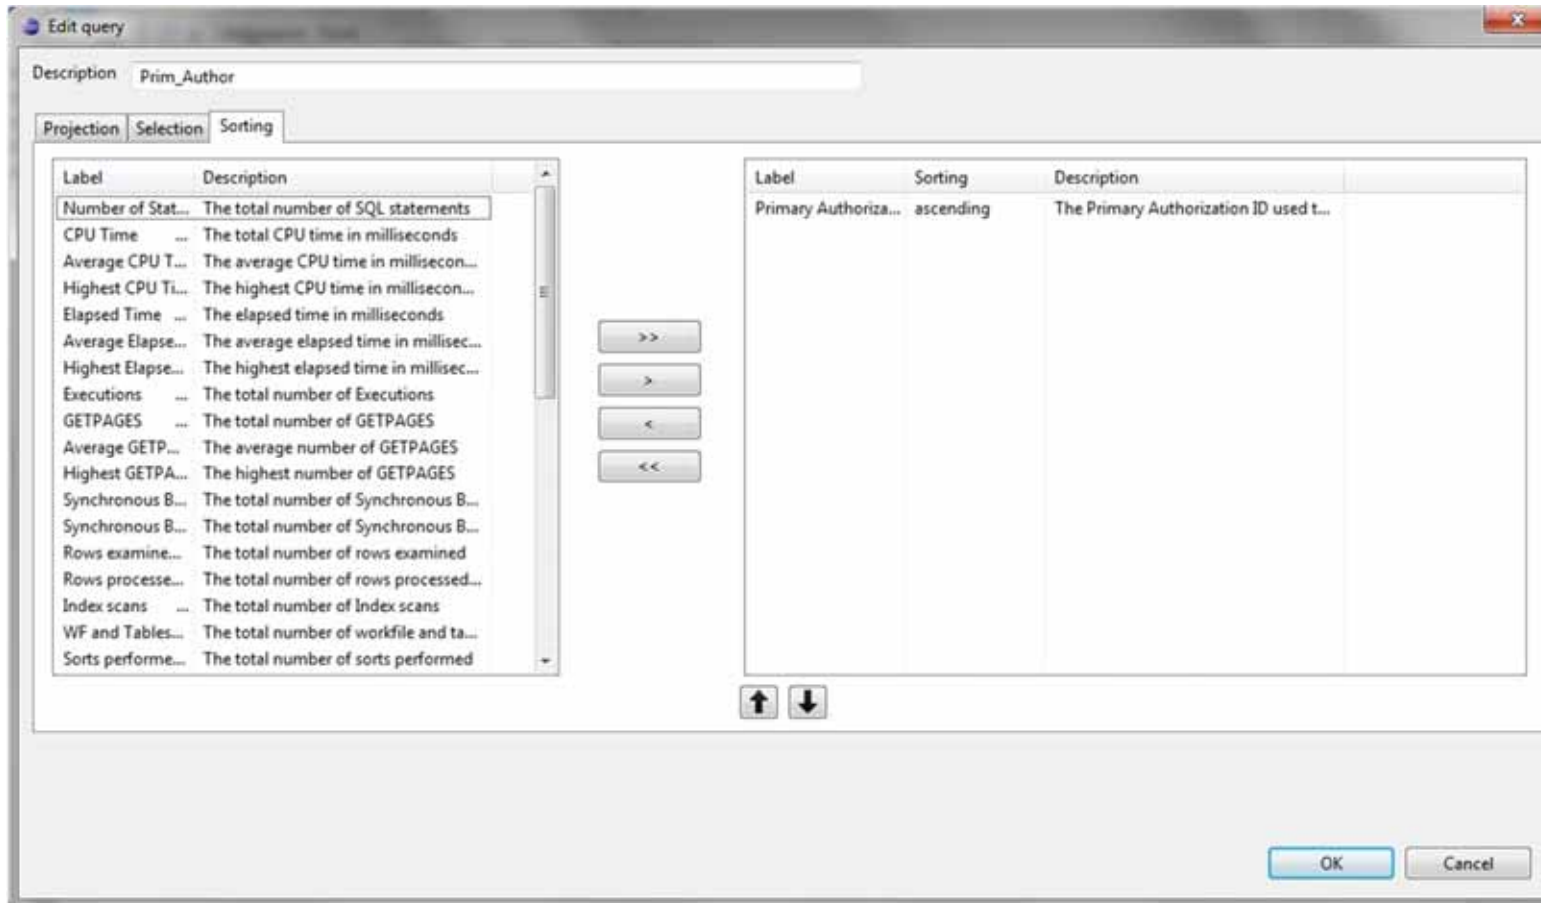 Edit query
Description Prim_Author
Projection Selection Sorting
Label Description
Number of Stat... The total number of SQL statements
CPU Time ... The total CPU time in milliseconds
Average CPU T... The average CPU time in millisecon...
Highest CPU Ti... The highest CPU time in millisecon...
Elapsed Time ... The elapsed time in milliseconds
Average Elapse... The average elapsed time in millisec...
Highest Elapse... The highest elapsed time in millisec...
Executions ... The total number of Executions
GETPAGES ... The total number of GETPAGES
Average GETP... The average number of GETPAGES
Highest GETPA... The highest number of GETPAGES
Synchronous B... The total number of Synchronous B...
Synchronous B... The total number of Synchronous B...
Rows examine... The total number of rows examined
Rows processe... The total number of rows processed...
Index scans ... The total number of Index scans
WF and Tables... The total number of workfile and ta...
Sorts performe... The total number of sorts performed
>>
>
<
<<
Label Sorting Description
Primary Authoriza... ascending The Primary Authorization ID used t...
OK Cancel